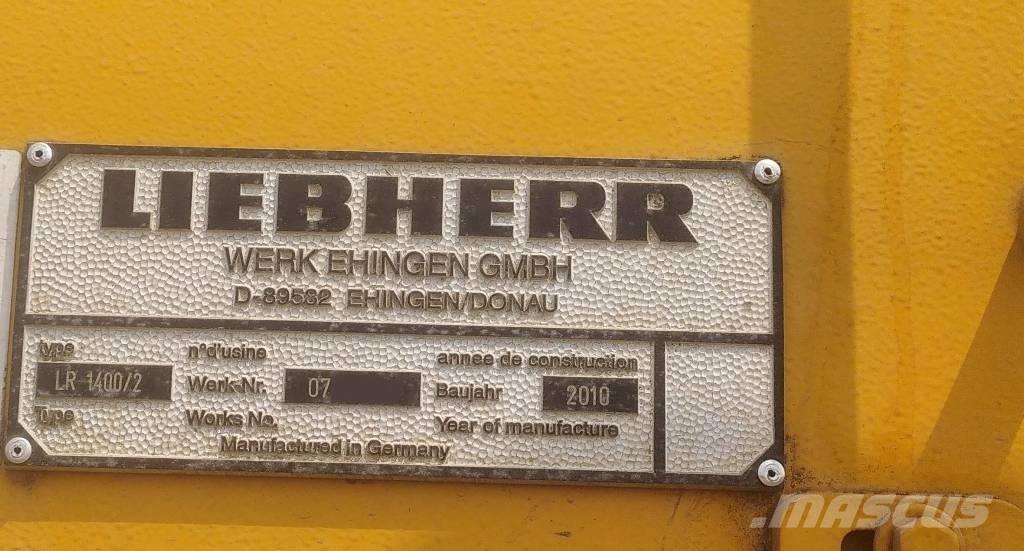 LIEBHERR
WERK EHINGEN GMBH
D-89582 EHINGEN/DONAU
type n°d'usine annee de construction
LR 1400/2 Werk-Nr. 07 Baujahr 2010
Type Works No. Year of manufacture
Manufactured in Germany
MASCUS